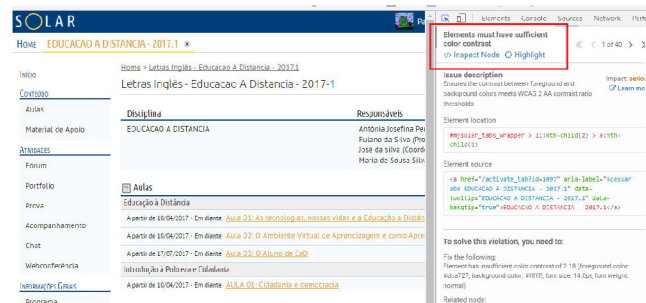 SOLAR
Pa
HOME EDUCACAO A DISTANCIA - 2017.1 ×
INÍCIO
CONTEÚDO
Aulas
Material de Apoio
ATIVIDADES
Fórum
Portfolio
Prova
Acompanhamento
Chat
Webconferência
INFORMAÇÕES GERAIS
Programa
Home > Letras Inglês - Educacao A Distancia - 2017.1
Letras Inglês - Educacao A Distancia - 2017-1
Disciplina Responsáveis
EDUCACAO A DISTANCIA Antônia Josefina Per
Fulano da Silva (Pro
José da silva (Coord
Maria de Sousa Silv
Aulas
Educação à Distância
A partir de 10/04/2017 - Em diante Aula 01: As tecnologias, nossas vidas e a Educação a Distân
A partir de 10/04/2017 - Em diante Aula 02: O Ambiente Virtual de Aprendizagem e como Apre
A partir de 17/07/2017 - Em diante Aula 03: O Aluno de EaD
Introdução à Pobreza e Cidadania
A partir de 10/04/2017 - Em diante AULA 01: Cidadania e democracia
Elements Console Sources Network Perfo
Elements must have sufficient
color contrast
</> Inspect Node Highlight
1 of 40
Issue description
Impact: serio
Ensures the contrast between foreground and
background colors meets WCAG 2 AA contrast ratio
thresholds
Learn mo
Element location
#mysolar_tabs_wrapper > li:nth-child(2) > a:nth-
child(1)
Element source
<a href="/activate_tab?id=1097" aria-label="Acessar
aba EDUCACAO A DISTANCIA - 2017.1" data-
tooltip="EDUCACAO A DISTANCIA - 2017.1" data-
hasqtip="true">EDUCACAO A DISTANCIA - 2017.1</a>
To solve this violation, you need to:
Fix the following:
Element has insufficient color contrast of 2.18 (foreground color:
#dca727, background color: #ffffff, font size: 14.0pt, font weight:
normal)
Related node: